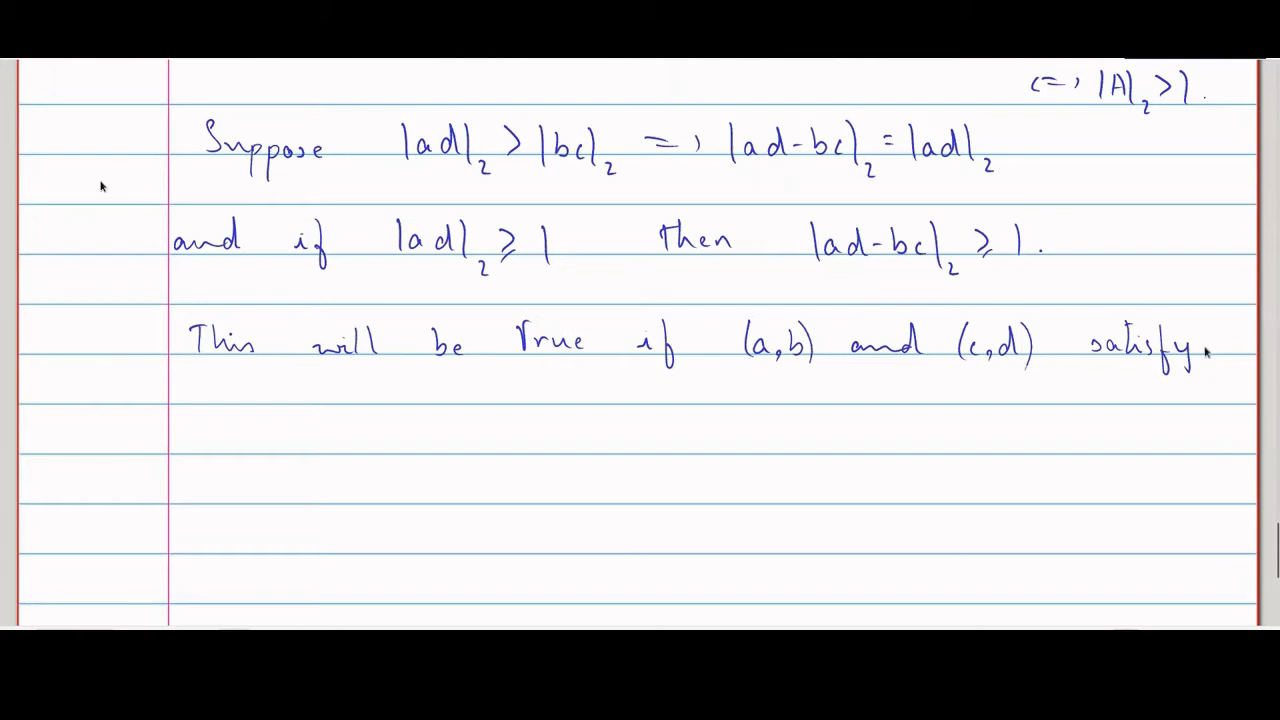 <=> |A|₂ > 1.
Suppose |ad|₂ > |bc|₂ => |ad-bc|₂ = |ad|₂
and if |ad|₂ ⩾ 1 then |ad-bc|₂ ⩾ 1.
This will be true if (a,b) and (c,d) satisfy